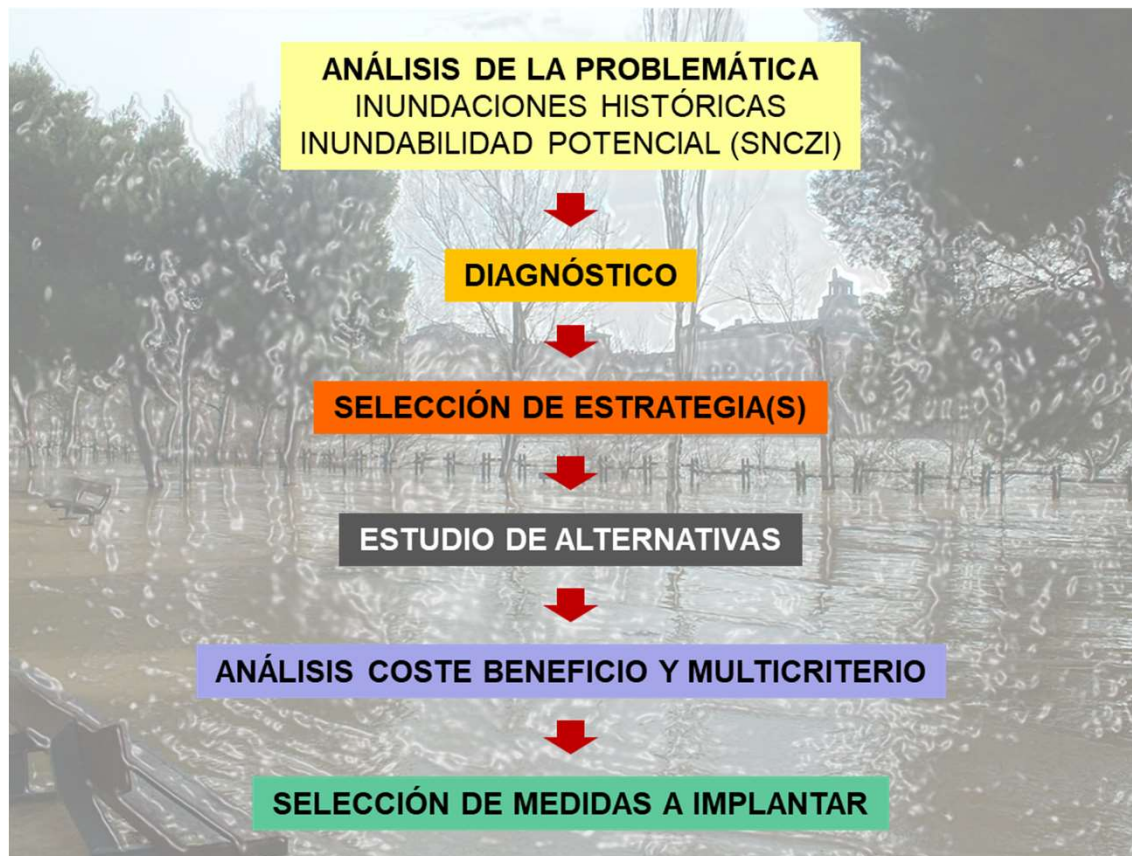 ANÁLISIS DE LA PROBLEMÁTICA
INUNDACIONES HISTÓRICAS
INUNDABILIDAD POTENCIAL (SNCZI)
DIAGNÓSTICO
SELECCIÓN DE ESTRATEGIA(S)
ESTUDIO DE ALTERNATIVAS
ANÁLISIS COSTE BENEFICIO Y MULTICRITERIO
SELECCIÓN DE MEDIDAS A IMPLANTAR